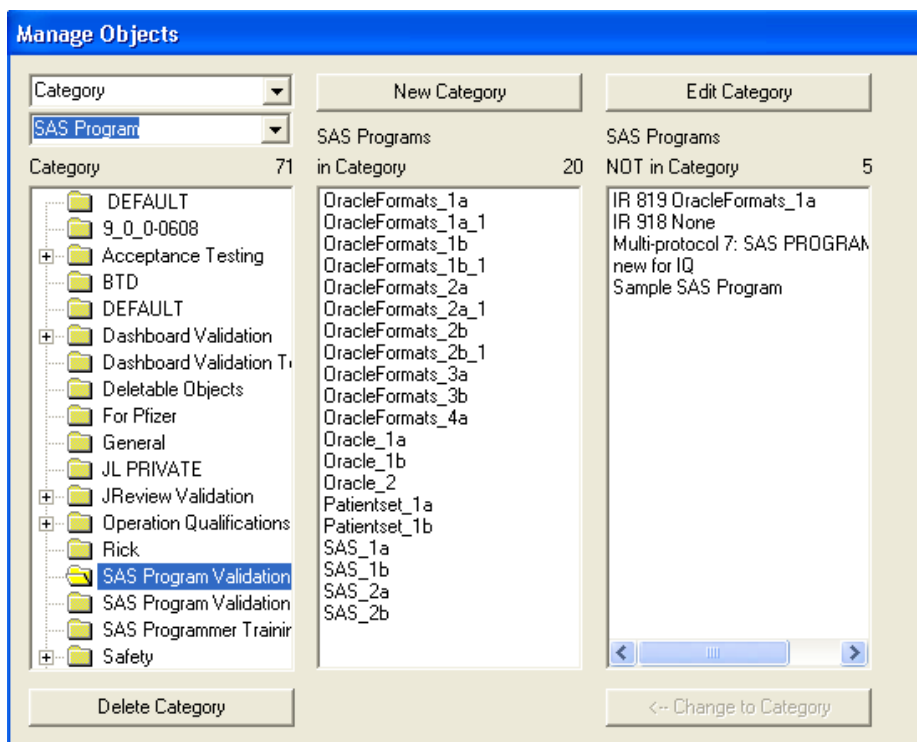 Manage Objects
Category
New Category
Edit Category
SAS Program
SAS Programs
SAS Programs
Category 71
in Category 20
NOT in Category 5
DEFAULT
9_0_0-0608
Acceptance Testing
BTD
DEFAULT
Dashboard Validation
Dashboard Validation T
Deletable Objects
For Pfizer
General
JL PRIVATE
JReview Validation
Operation Qualifications
Rick
SAS Program Validation
SAS Program Validation
SAS Programmer Trainin
Safety
OracleFormats_1a
OracleFormats_1a_1
OracleFormats_1b
OracleFormats_1b_1
OracleFormats_2a
OracleFormats_2a_1
OracleFormats_2b
OracleFormats_2b_1
OracleFormats_3a
OracleFormats_3b
OracleFormats_4a
Oracle_1a
Oracle_1b
Oracle_2
Patientset_1a
Patientset_1b
SAS_1a
SAS_1b
SAS_2a
SAS_2b
IR 819 OracleFormats_1a
IR 918 None
Multi-protocol 7: SAS PROGRAM
new for IQ
Sample SAS Program
Delete Category
<-- Change to Category